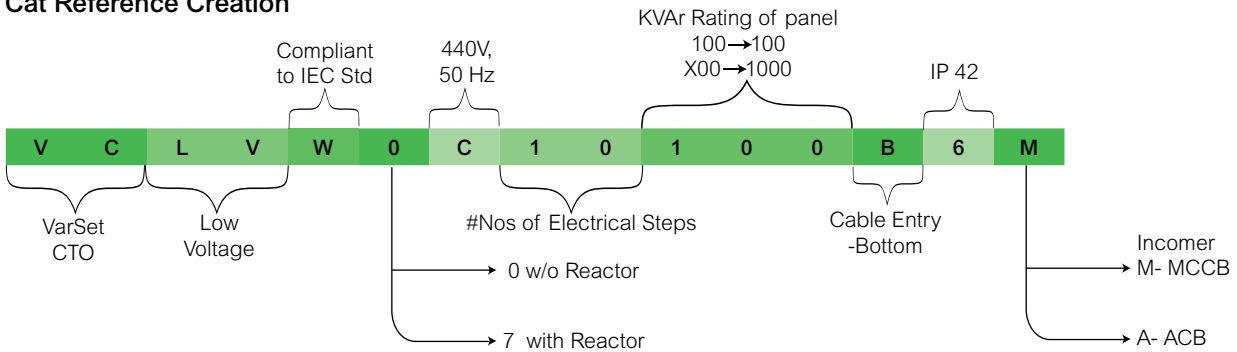 Cat Reference Creation
KVAr Rating of panel
100→100
X00→1000
Compliant
to IEC Std
440V,
50 Hz
IP 42
V C L V W 0 C 1 0 1 0 0 B 6 M
VarSet
CTO
Low
Voltage
#Nos of Electrical Steps
Cable Entry
-Bottom
0 w/o Reactor
7 with Reactor
Incomer
M- MCCB
A- ACB